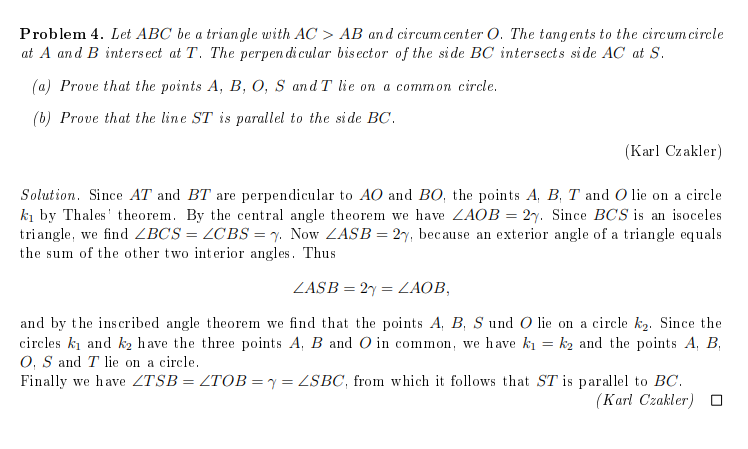 Problem 4. Let ABC be a triangle with AC > AB and circumcenter O. The tangents to the circumcircle
at A and B intersect at T. The perpendicular bisector of the side BC intersects side AC at S.
(a) Prove that the points A, B, O, S and T lie on a common circle.
(b) Prove that the line ST is parallel to the side BC.
(Karl Czakler)
Solution. Since AT and BT are perpendicular to AO and BO, the points A, B, T and O lie on a circle
k₁ by Thales' theorem. By the central angle theorem we have ∠AOB = 2γ. Since BCS is an isoceles
triangle, we find ∠BCS = ∠CBS = γ. Now ∠ASB = 2γ, because an exterior angle of a triangle equals
the sum of the other two interior angles. Thus
∠ASB = 2γ = ∠AOB,
and by the inscribed angle theorem we find that the points A, B, S und O lie on a circle k₂. Since the
circles k₁ and k₂ have the three points A, B and O in common, we have k₁ = k₂ and the points A, B,
O, S and T lie on a circle.
Finally we have ∠TSB = ∠TOB = γ = ∠SBC, from which it follows that ST is parallel to BC.
(Karl Czakler) □